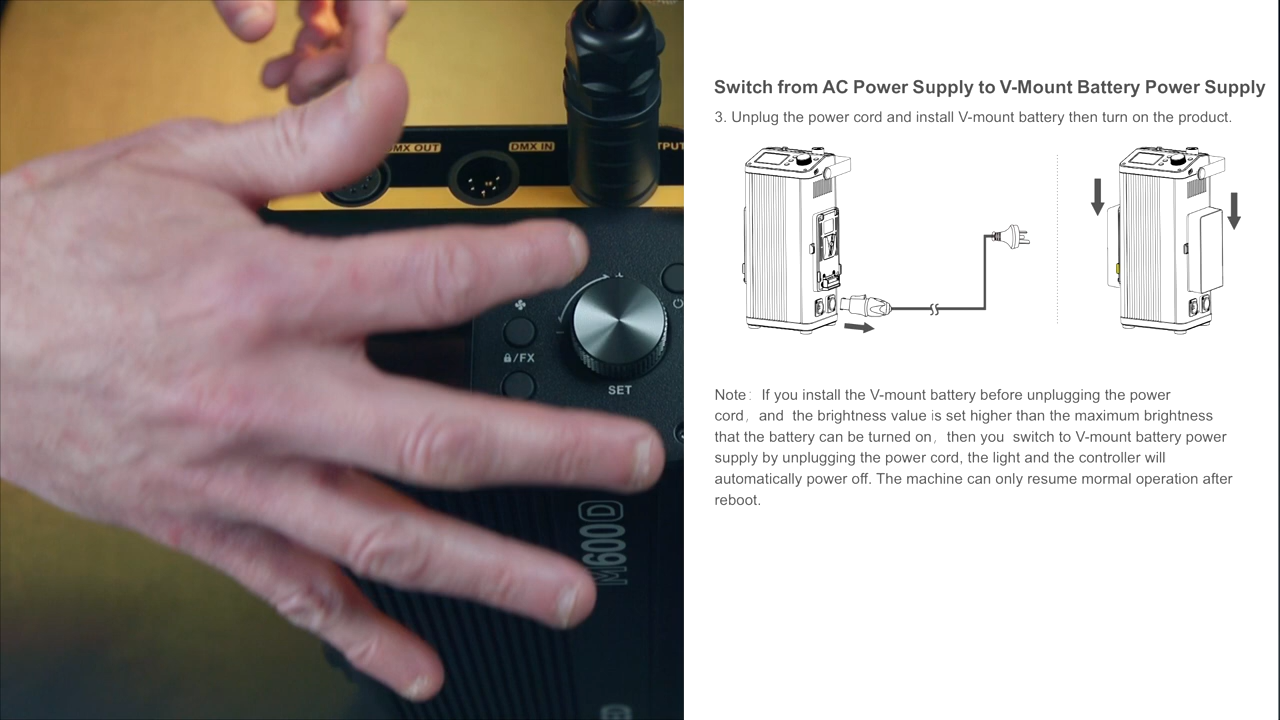 DMX OUT
DMX IN
/FX
SET
M600D
Switch from AC Power Supply to V-Mount Battery Power Supply
3. Unplug the power cord and install V-mount battery then turn on the product.
Note： If you install the V-mount battery before unplugging the power
cord，and the brightness value is set higher than the maximum brightness
that the battery can be turned on，then you switch to V-mount battery power
supply by unplugging the power cord, the light and the controller will
automatically power off. The machine can only resume mormal operation after
reboot.